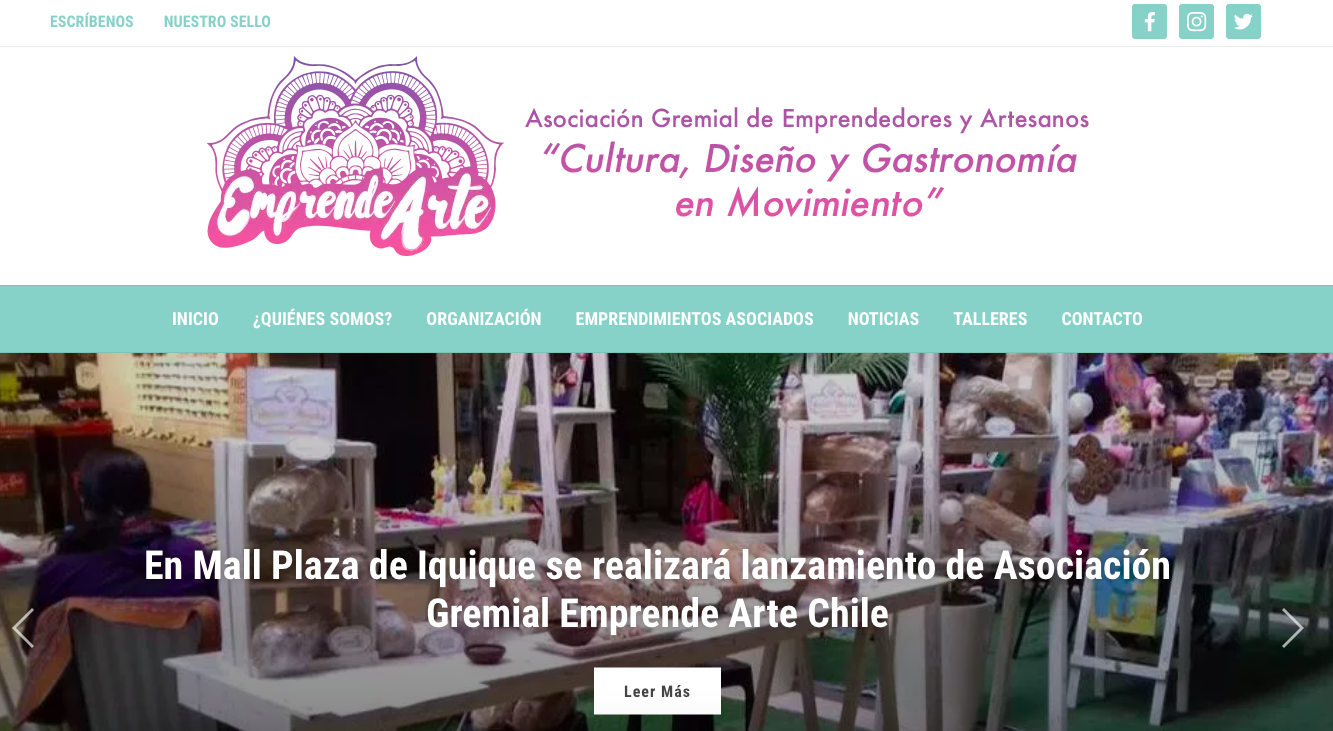 ESCRÍBENOS NUESTRO SELLO
EmprendeArte
Asociación Gremial de Emprendedores y Artesanos
“Cultura, Diseño y Gastronomía
en Movimiento”
INICIO ¿QUIÉNES SOMOS? ORGANIZACIÓN EMPRENDIMIENTOS ASOCIADOS NOTICIAS TALLERES CONTACTO
En Mall Plaza de Iquique se realizará lanzamiento de Asociación
Gremial Emprende Arte Chile
Leer Más